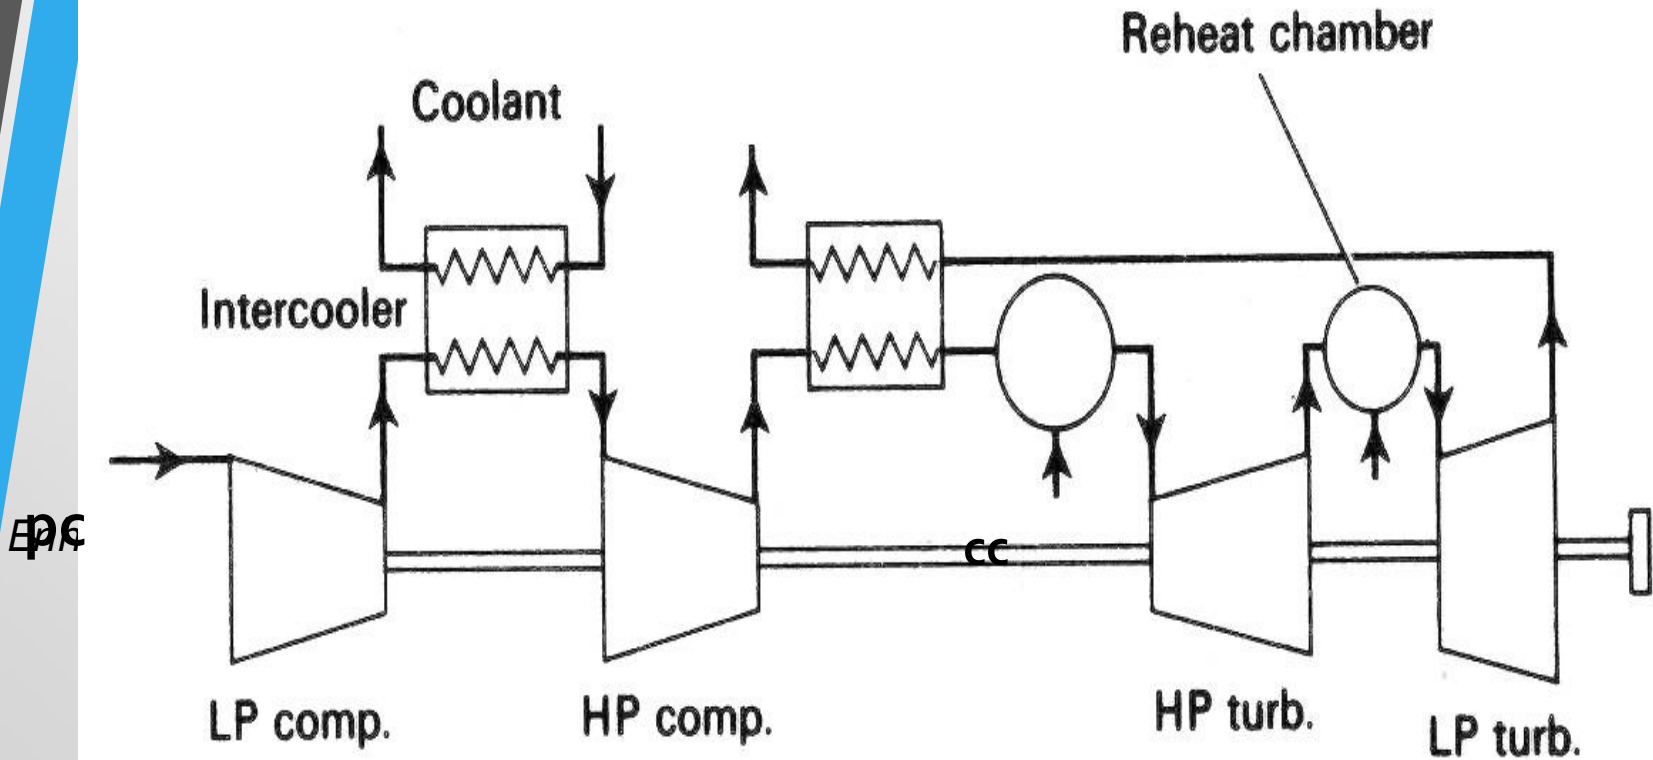 Reheat chamber
Coolant
Intercooler
cc
LP comp.
HP comp.
HP turb.
LP turb.